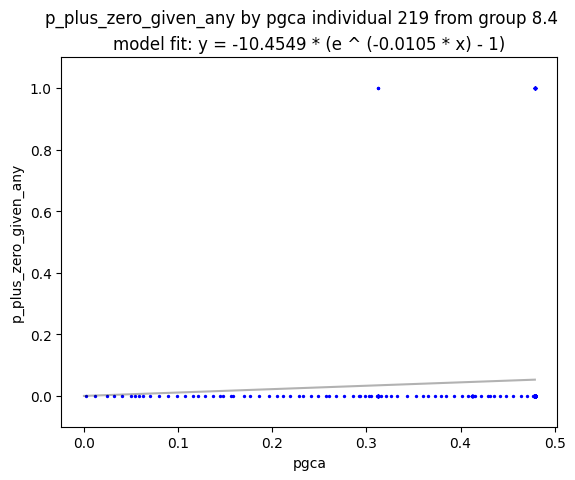 p_plus_zero_given_any by pgca individual 219 from group 8.4
model fit: y = -10.4549 * (e ^ (-0.0105 * x) - 1)
1.0
0.8
0.6
0.4
0.2
0.0
p_plus_zero_given_any
0.0 0.1 0.2 0.3 0.4 0.5
pgca